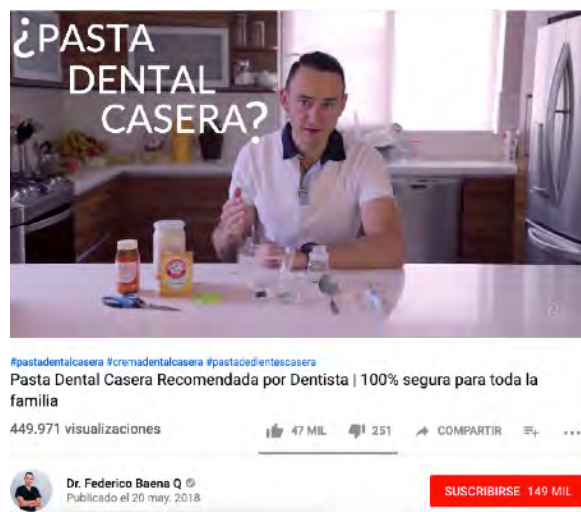 ¿PASTA
DENTAL
CASERA?
#pastadentalcasera #cremadentalcasera #pastadedientescasera
Pasta Dental Casera Recomendada por Dentista | 100% segura para toda la
familia
449.971 visualizaciones
47 MIL
251
COMPARTIR
Dr. Federico Baena Q
Publicado el 20 may. 2018
SUSCRIBIRSE 149 MIL